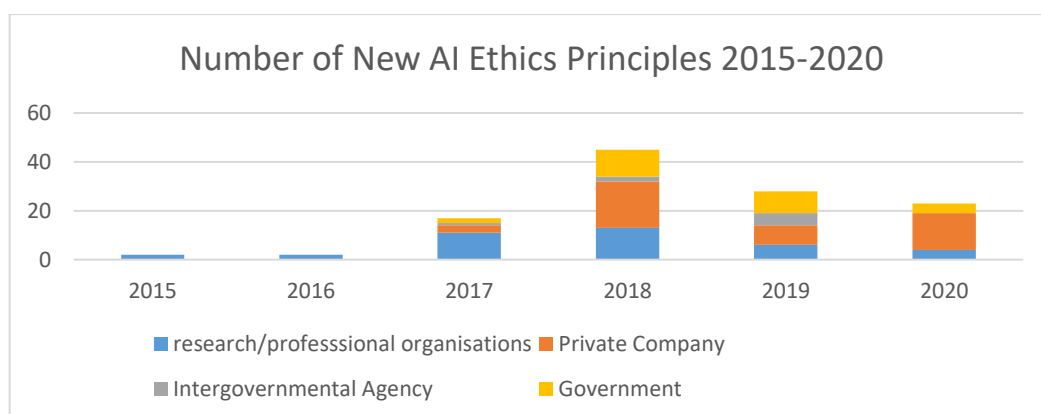 Number of New AI Ethics Principles 2015-2020
60
40
20
0
2015 2016 2017 2018 2019 2020
research/professsional organisations Private Company
Intergovernmental Agency Government